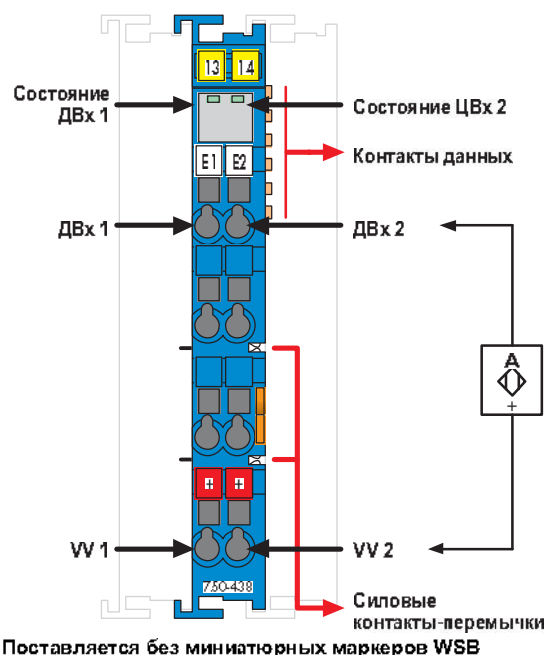 13 14
Состояние
ДВх 1
Состояние ЦВх 2
Контакты данных
E1 E2
ДВх 1
ДВх 2
A
+
+ +
VV 1
VV 2
750-438
Силовые
контакты-перемычки
Поставляется без миниатюрных маркеров WSB